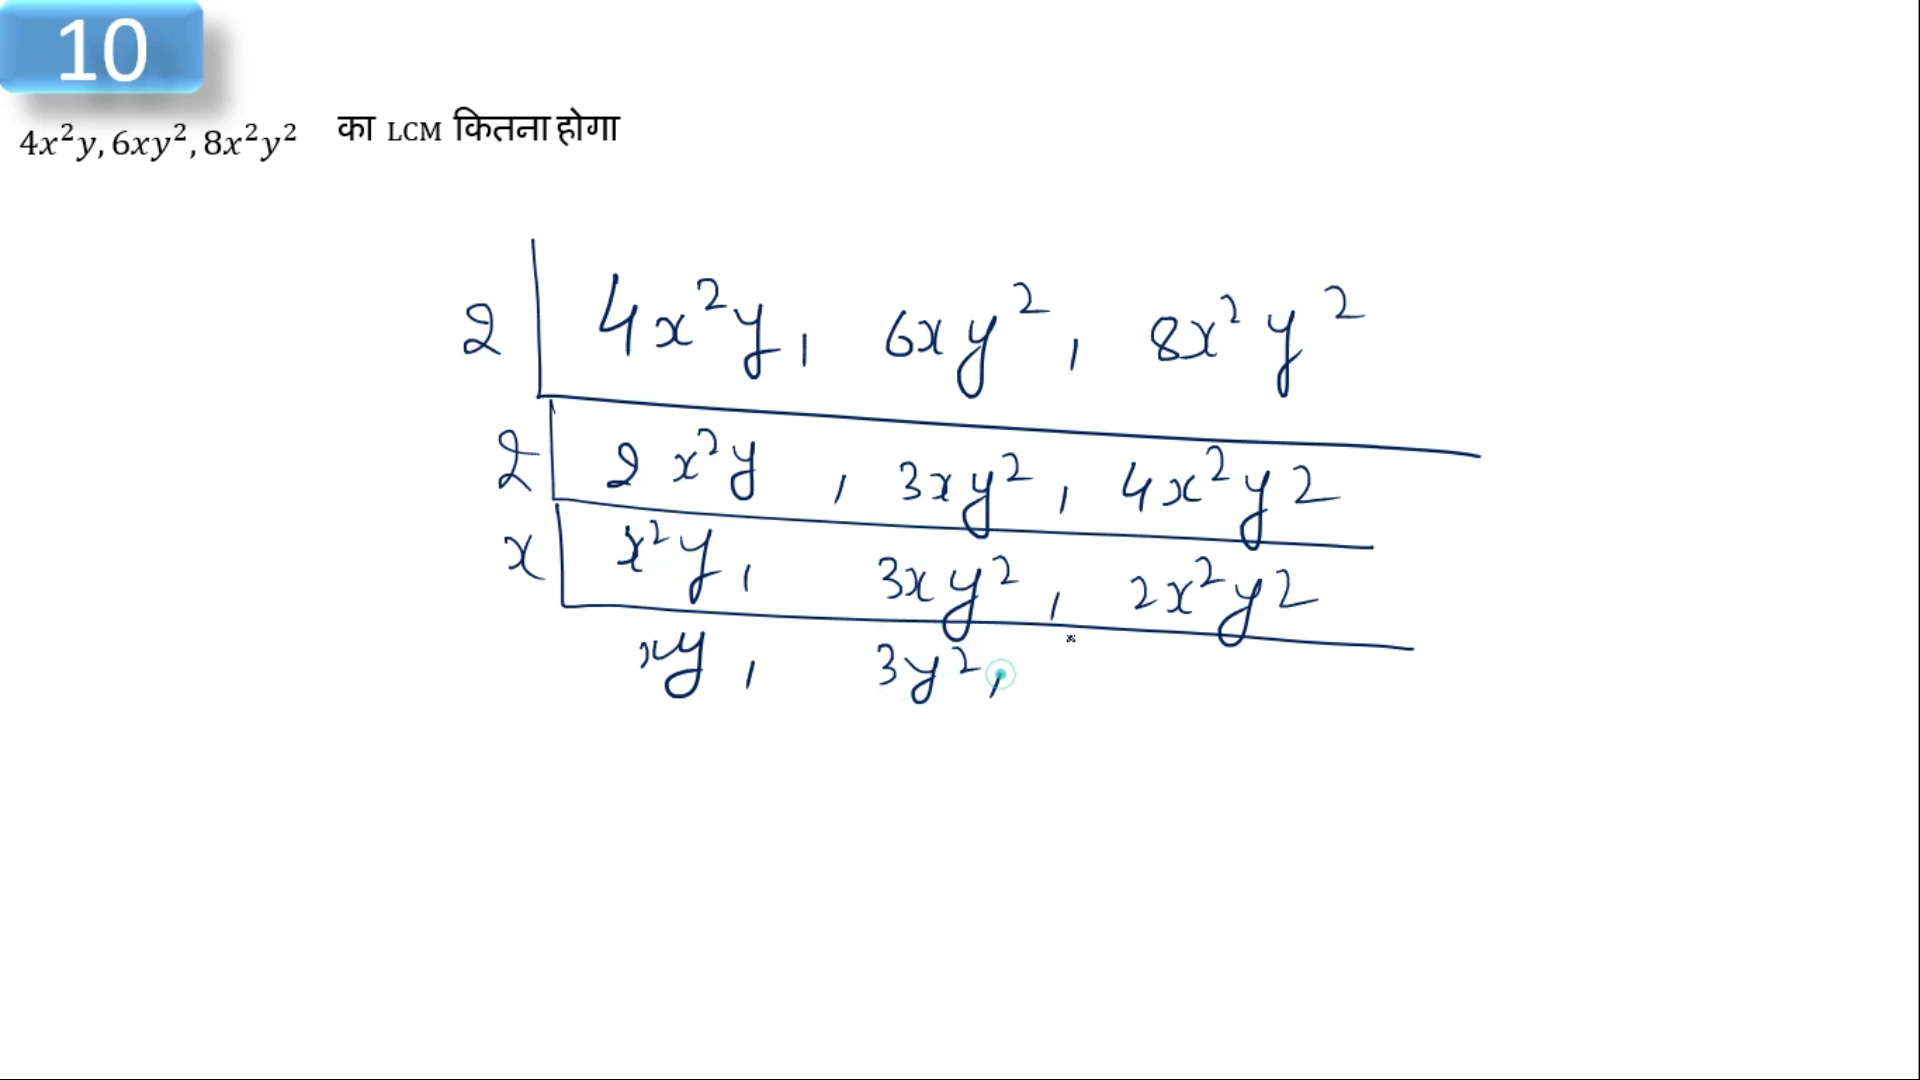 10
4x²y, 6xy², 8x²y² का LCM कितना होगा
2 | 4x²y, 6xy², 8x²y²
2 | 2x²y, 3xy², 4x²y2
x | x²y, 3xy², 2x²y2
xy, 3y²,